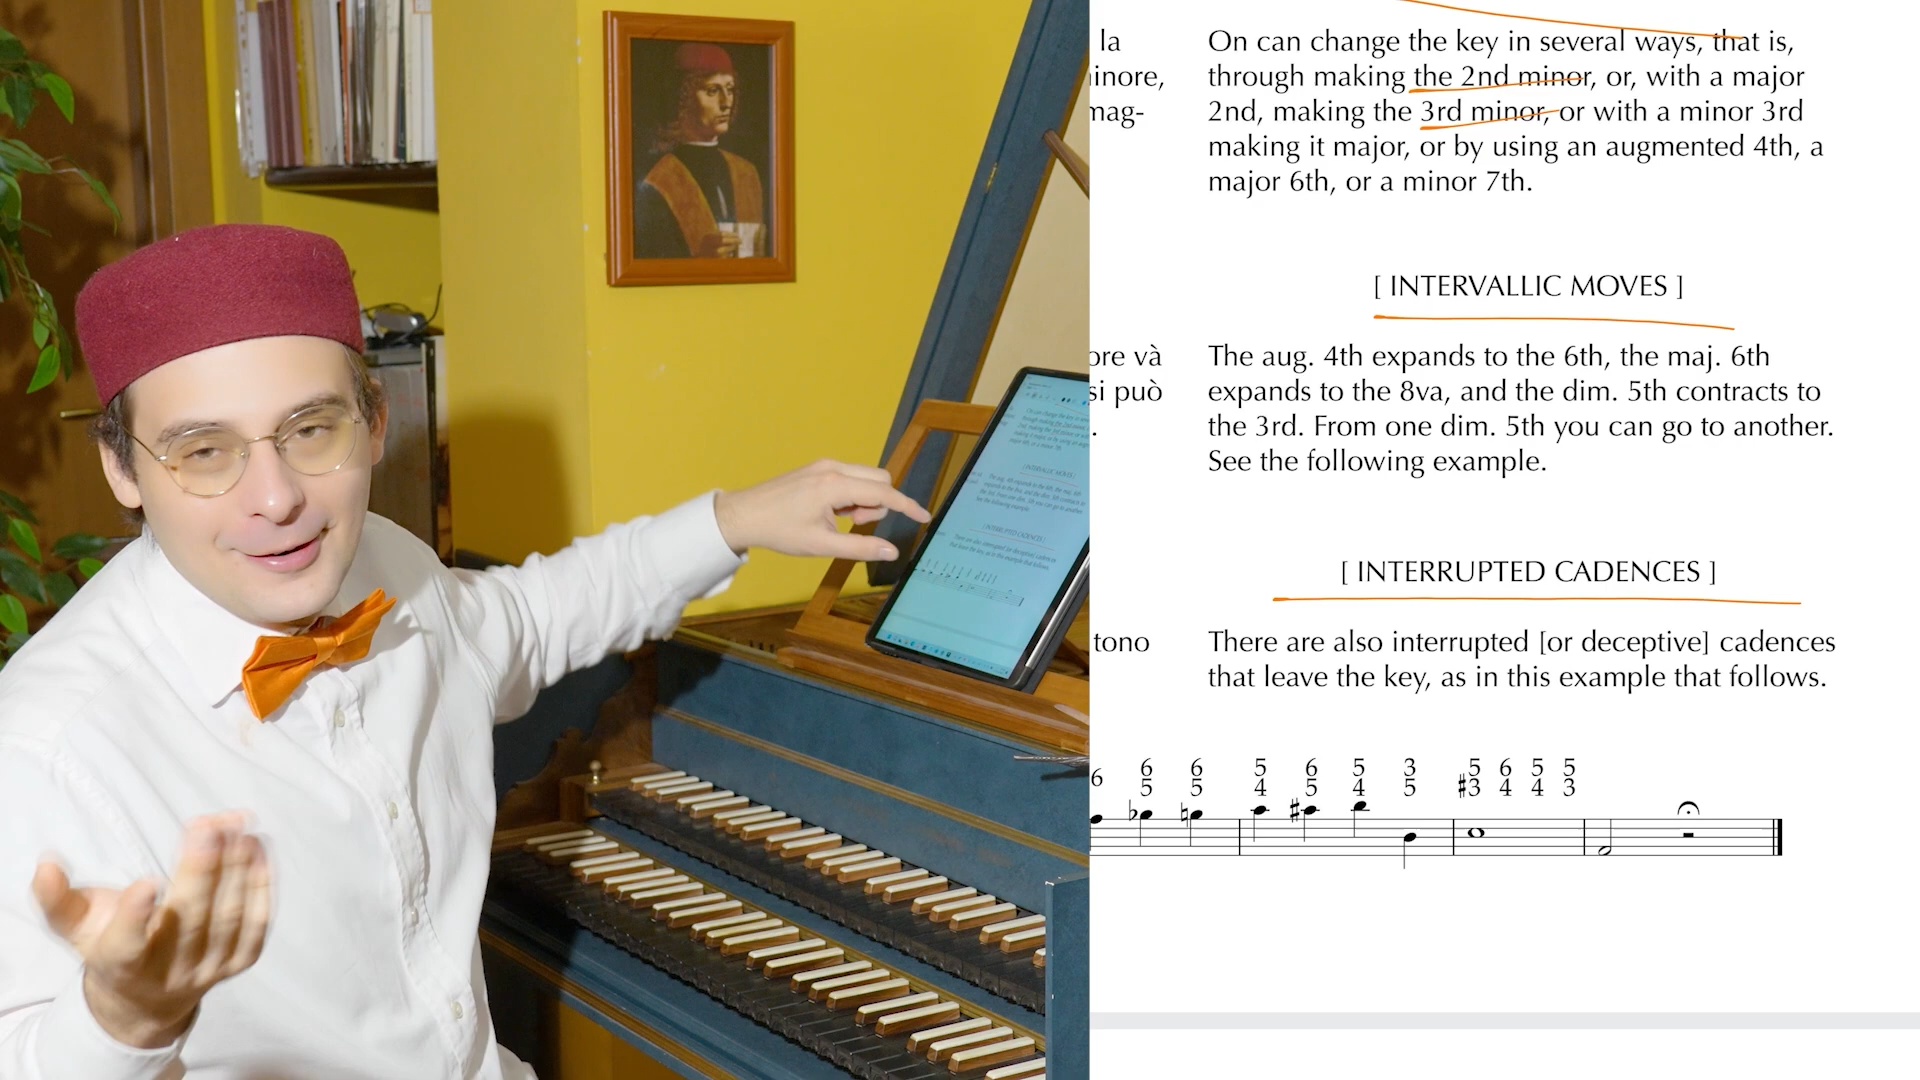 la
On can change the key in several ways, that is,
inore,
through making the 2nd minor, or, with a major
mag-
2nd, making the 3rd minor, or with a minor 3rd
making it major, or by using an augmented 4th, a
major 6th, or a minor 7th.
[ INTERVALLIC MOVES ]
ore và
The aug. 4th expands to the 6th, the maj. 6th
si può
expands to the 8va, and the dim. 5th contracts to
.
the 3rd. From one dim. 5th you can go to another.
See the following example.
[ INTERRUPTED CADENCES ]
tono
There are also interrupted [or deceptive] cadences
that leave the key, as in this example that follows.
6 6 6 5 6 5 3 ♯5 6 5 5
5 5 4 5 4 5 3 4 4 3